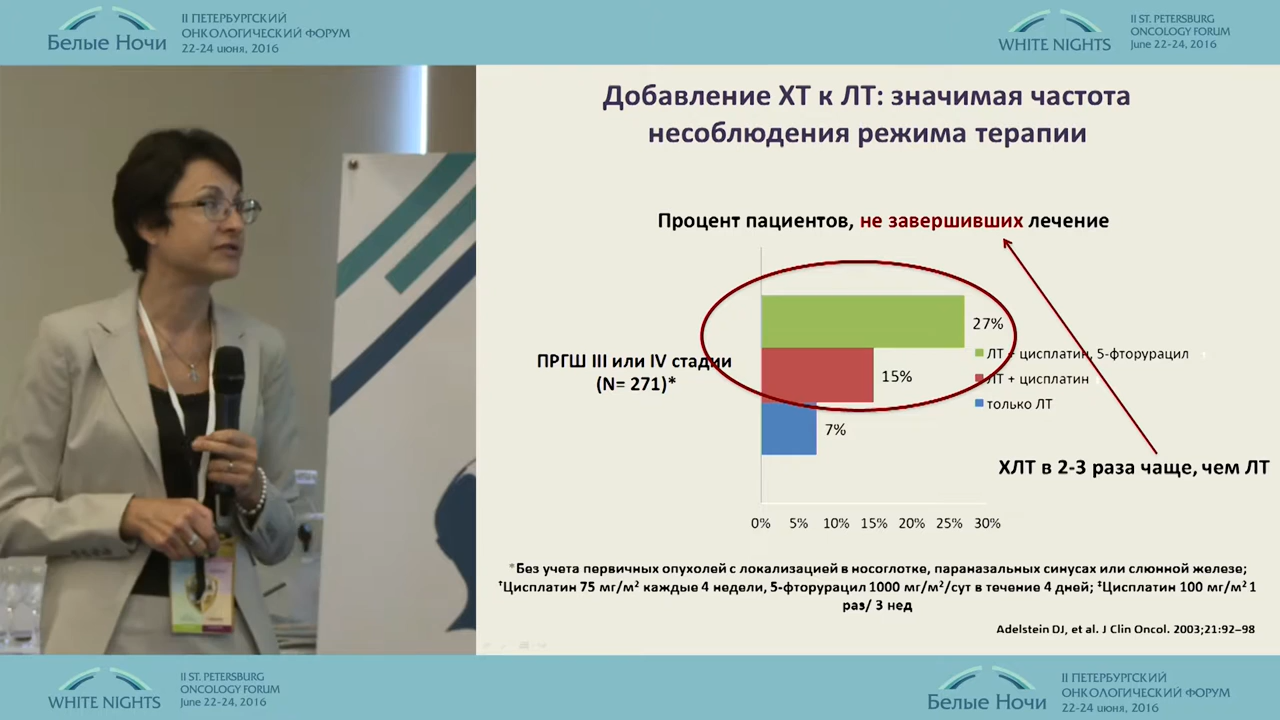 II ПЕТЕРБУРГСКИЙ
ОНКОЛОГИЧЕСКИЙ ФОРУМ
Белые Ночи
22-24 июня, 2016
II ST. PETERSBURG
ONCOLOGY FORUM
WHITE NIGHTS
June 22-24, 2016
Добавление ХТ к ЛТ: значимая частота
несоблюдения режима терапии
Процент пациентов, не завершивших лечение
27%
ЛТ + цисплатин, 5-фторурацил
ПРГШ III или IV стадии
(N= 271)*
15%
ЛТ + цисплатин
только ЛТ
7%
ХЛТ в 2-3 раза чаще, чем ЛТ
0% 5% 10% 15% 20% 25% 30%
*Без учета первичных опухолей с локализацией в носоглотке, параназальных синусах или слюнной железе;
†Цисплатин 75 мг/м² каждые 4 недели, 5-фторурацил 1000 мг/м²/сут в течение 4 дней; ‡Цисплатин 100 мг/м² 1
раз/ 3 нед
Adelstein DJ, et al. J Clin Oncol. 2003;21:92–98
II ST. PETERSBURG
ONCOLOGY FORUM
WHITE NIGHTS
June 22-24, 2016
II ПЕТЕРБУРГСКИЙ
ОНКОЛОГИЧЕСКИЙ ФОРУМ
Белые Ночи
22-24 июня, 2016